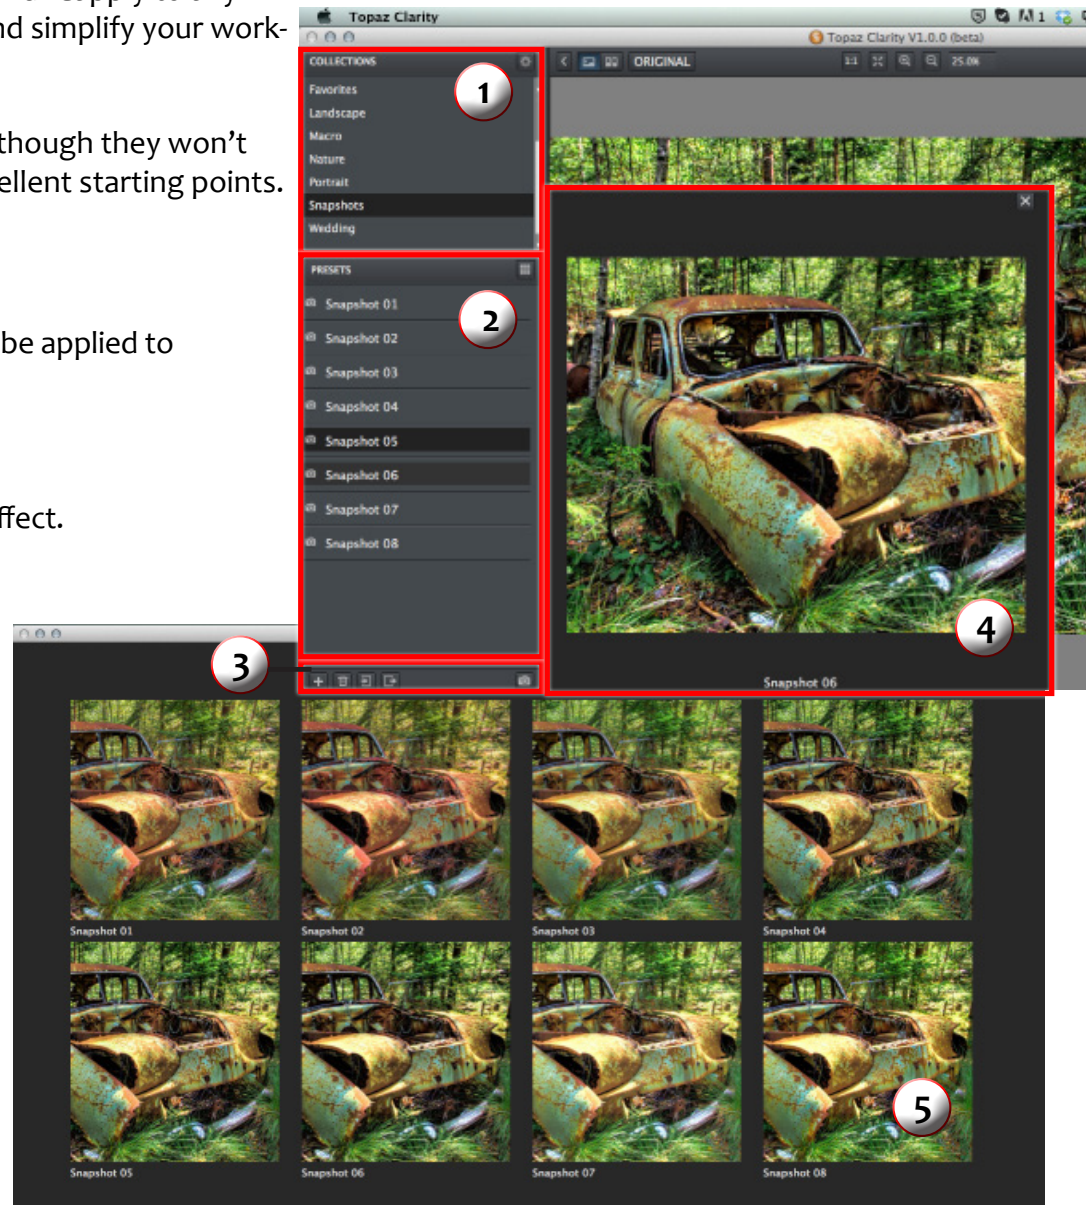 nd simplify your work-
though they won't
ellent starting points.
be applied to
ffect.
Topaz Clarity
1
Topaz Clarity V1.0.0 (beta)
COLLECTIONS
1
Favorites
Landscape
Macro
Nature
Portrait
Snapshots
Wedding
ORIGINAL
1:1
25.0%
PRESETS
2
Snapshot 01
Snapshot 02
Snapshot 03
Snapshot 04
Snapshot 05
Snapshot 06
Snapshot 07
Snapshot 08
3
4
Snapshot 06
Snapshot 01
Snapshot 02
Snapshot 03
Snapshot 04
5
Snapshot 05
Snapshot 06
Snapshot 07
Snapshot 08